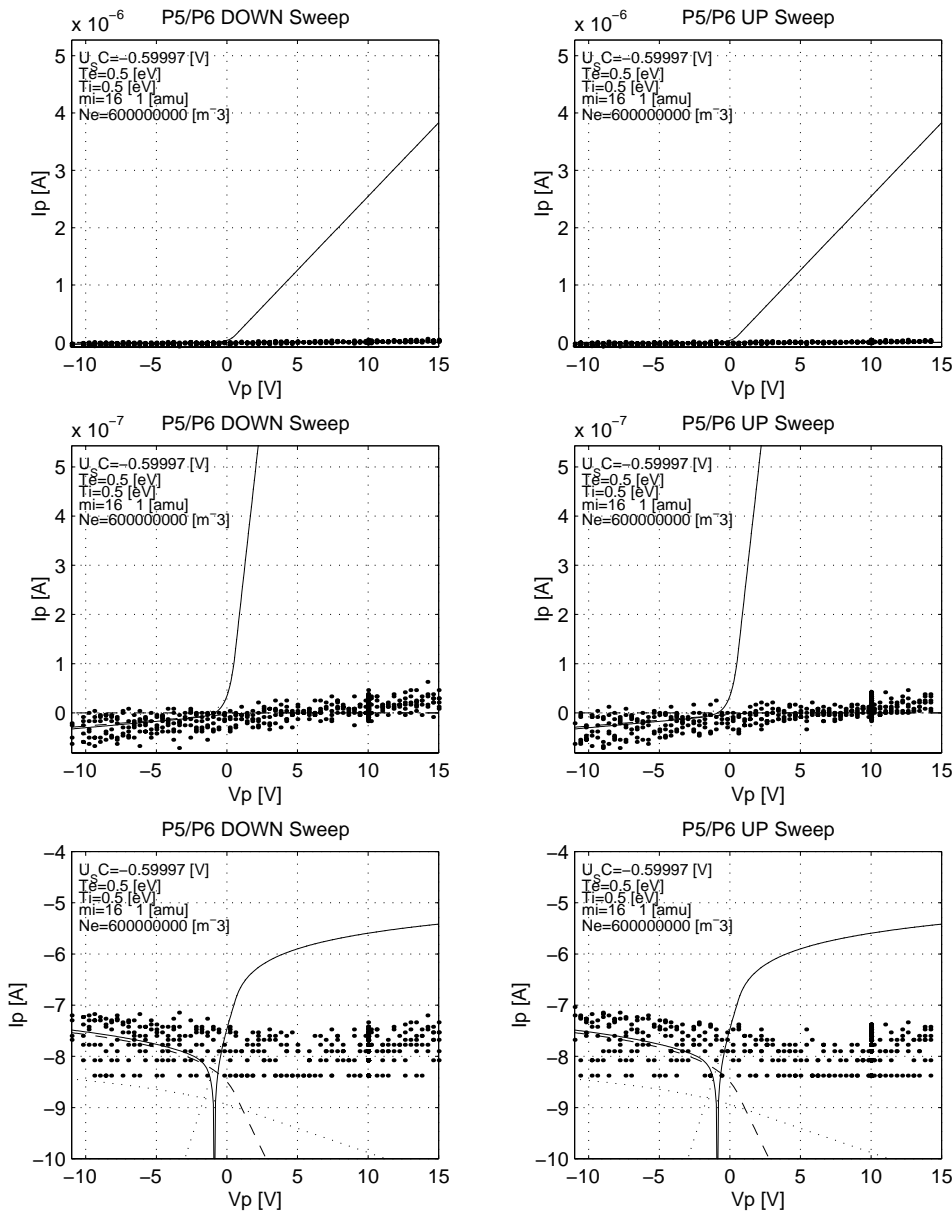 P5/P6 DOWN Sweep
x 10^−6
U_SC=−0.59997 [V]
Te=0.5 [eV]
Ti=0.5 [eV]
mi=16 1 [amu]
Ne=600000000 [m^−3]
5
4
3
2
1
0
Ip [A]
−10 −5 0 5 10 15
Vp [V]
P5/P6 UP Sweep
x 10^−6
U_SC=−0.59997 [V]
Te=0.5 [eV]
Ti=0.5 [eV]
mi=16 1 [amu]
Ne=600000000 [m^−3]
5
4
3
2
1
0
Ip [A]
−10 −5 0 5 10 15
Vp [V]
P5/P6 DOWN Sweep
x 10^−7
U_SC=−0.59997 [V]
Te=0.5 [eV]
Ti=0.5 [eV]
mi=16 1 [amu]
Ne=600000000 [m^−3]
5
4
3
2
1
0
Ip [A]
−10 −5 0 5 10 15
Vp [V]
P5/P6 UP Sweep
x 10^−7
U_SC=−0.59997 [V]
Te=0.5 [eV]
Ti=0.5 [eV]
mi=16 1 [amu]
Ne=600000000 [m^−3]
5
4
3
2
1
0
Ip [A]
−10 −5 0 5 10 15
Vp [V]
P5/P6 DOWN Sweep
U_SC=−0.59997 [V]
Te=0.5 [eV]
Ti=0.5 [eV]
mi=16 1 [amu]
Ne=600000000 [m^−3]
−4
−5
−6
−7
−8
−9
−10
Ip [A]
−10 −5 0 5 10 15
Vp [V]
P5/P6 UP Sweep
U_SC=−0.59997 [V]
Te=0.5 [eV]
Ti=0.5 [eV]
mi=16 1 [amu]
Ne=600000000 [m^−3]
−4
−5
−6
−7
−8
−9
−10
Ip [A]
−10 −5 0 5 10 15
Vp [V]